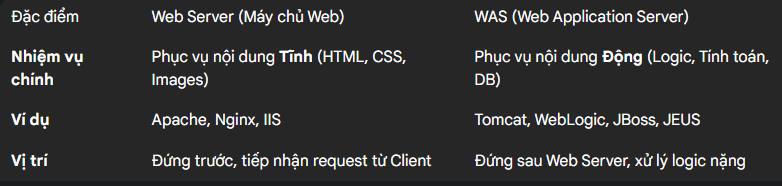 Đặc điểm Web Server (Máy chủ Web) WAS (Web Application Server)
Nhiệm vụ Phục vụ nội dung Tĩnh (HTML, CSS, Phục vụ nội dung Động (Logic, Tính toán,
chính Images) DB)
Ví dụ Apache, Nginx, IIS Tomcat, WebLogic, JBoss, JEUS
Vị trí Đứng trước, tiếp nhận request từ Client Đứng sau Web Server, xử lý logic nặng